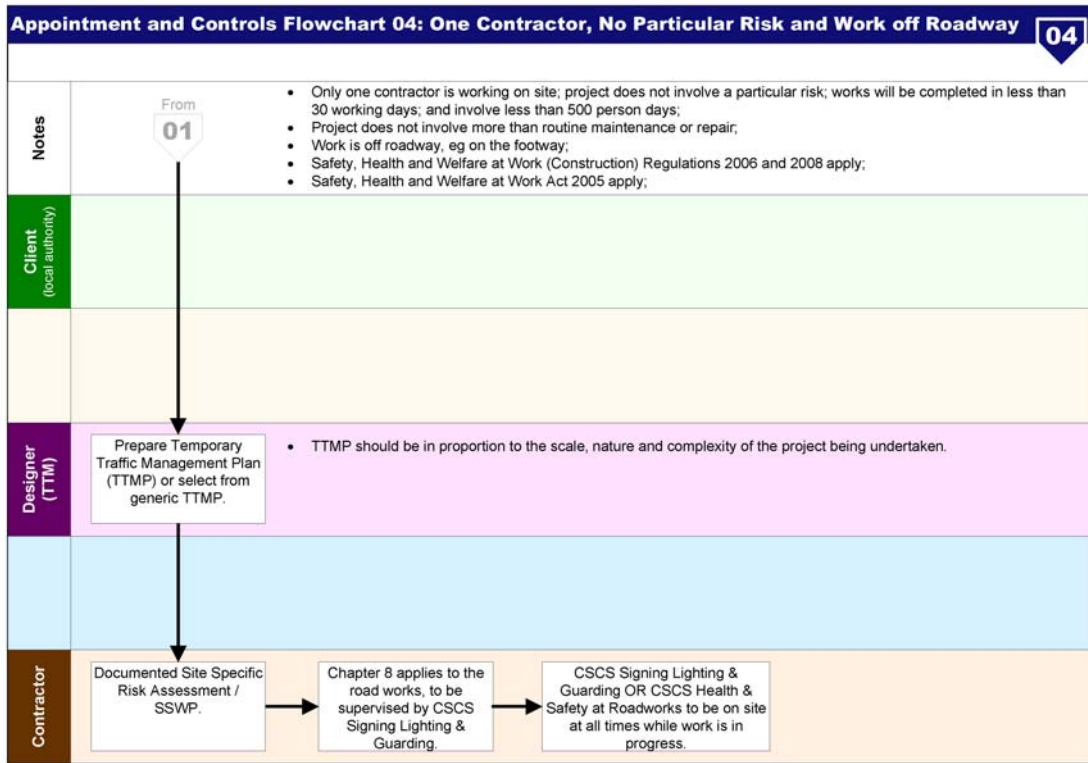 Appointment and Controls Flowchart 04: One Contractor, No Particular Risk and Work off Roadway
04
Notes
From
01
• Only one contractor is working on site; project does not involve a particular risk; works will be completed in less than
30 working days; and involve less than 500 person days;
• Project does not involve more than routine maintenance or repair;
• Work is off roadway, eg on the footway;
• Safety, Health and Welfare at Work (Construction) Regulations 2006 and 2008 apply;
• Safety, Health and Welfare at Work Act 2005 apply;
Client
(local authority)
Designer
(TTM)
Prepare Temporary
Traffic Management Plan
(TTMP) or select from
generic TTMP.
• TTMP should be in proportion to the scale, nature and complexity of the project being undertaken.
Contractor
Documented Site Specific
Risk Assessment /
SSWP.
Chapter 8 applies to the
road works, to be
supervised by CSCS
Signing Lighting &
Guarding.
CSCS Signing Lighting &
Guarding OR CSCS Health &
Safety at Roadworks to be on site
at all times while work is in
progress.